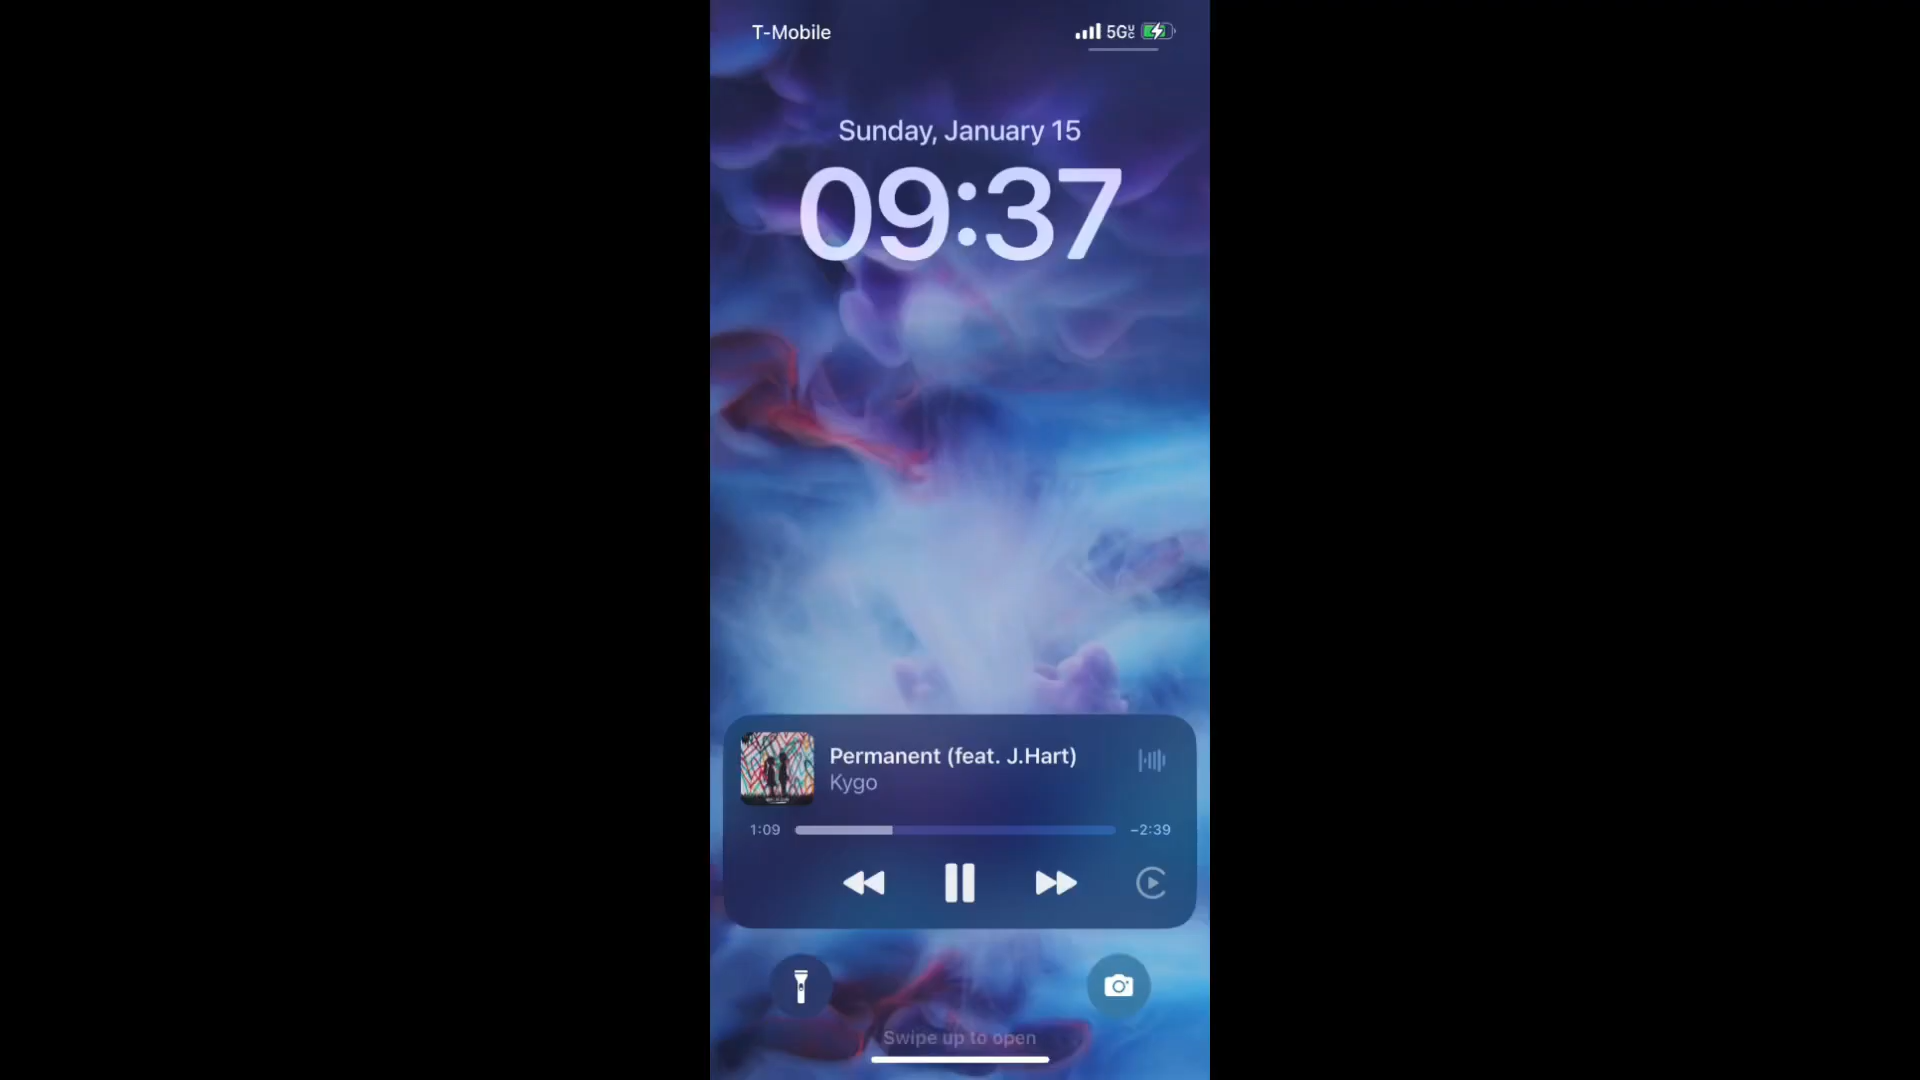 T-Mobile
5G UC
Sunday, January 15
09:37
Permanent (feat. J.Hart)
Kygo
1:09
-2:39
Swipe up to open